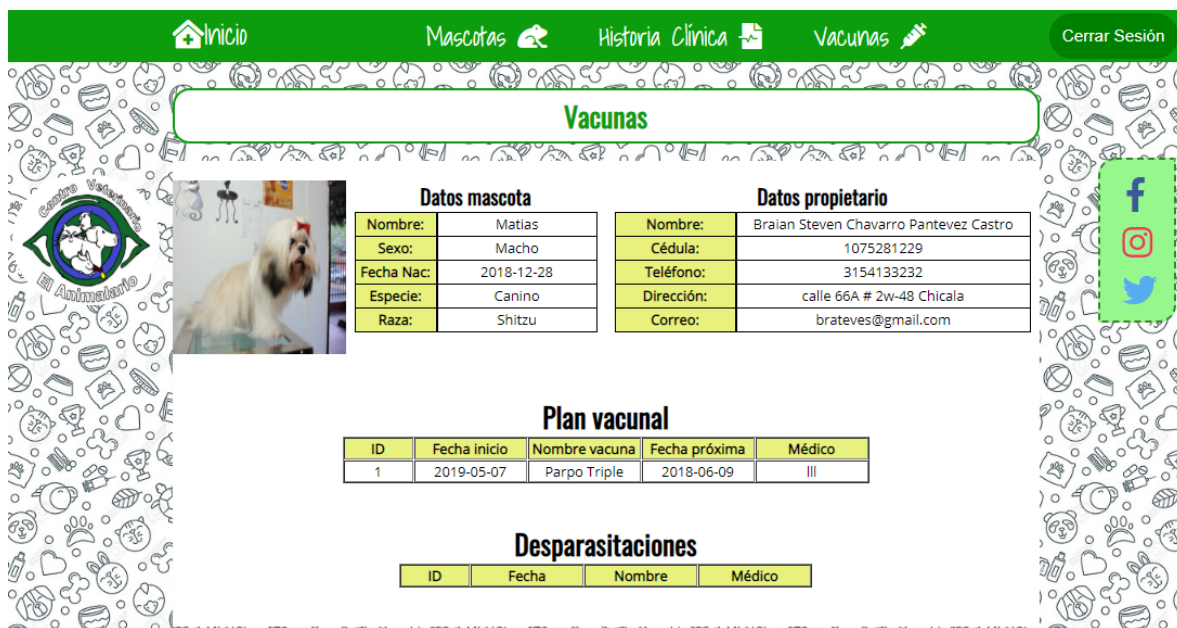 Inicio
Mascotas
Historia Clínica
Vacunas
Cerrar Sesión
Vacunas
Centro Veterinario
El Animalario
Datos mascota
Nombre: Matias
Sexo: Macho
Fecha Nac: 2018-12-28
Especie: Canino
Raza: Shitzu
Datos propietario
Nombre: Braian Steven Chavarro Pantevez Castro
Cédula: 1075281229
Teléfono: 3154133232
Dirección: calle 66A # 2w-48 Chicala
Correo: brateves@gmail.com
Plan vacunal
ID Fecha inicio Nombre vacuna Fecha próxima Médico
1 2019-05-07 Parpo Triple 2018-06-09 lll
Desparasitaciones
ID Fecha Nombre Médico